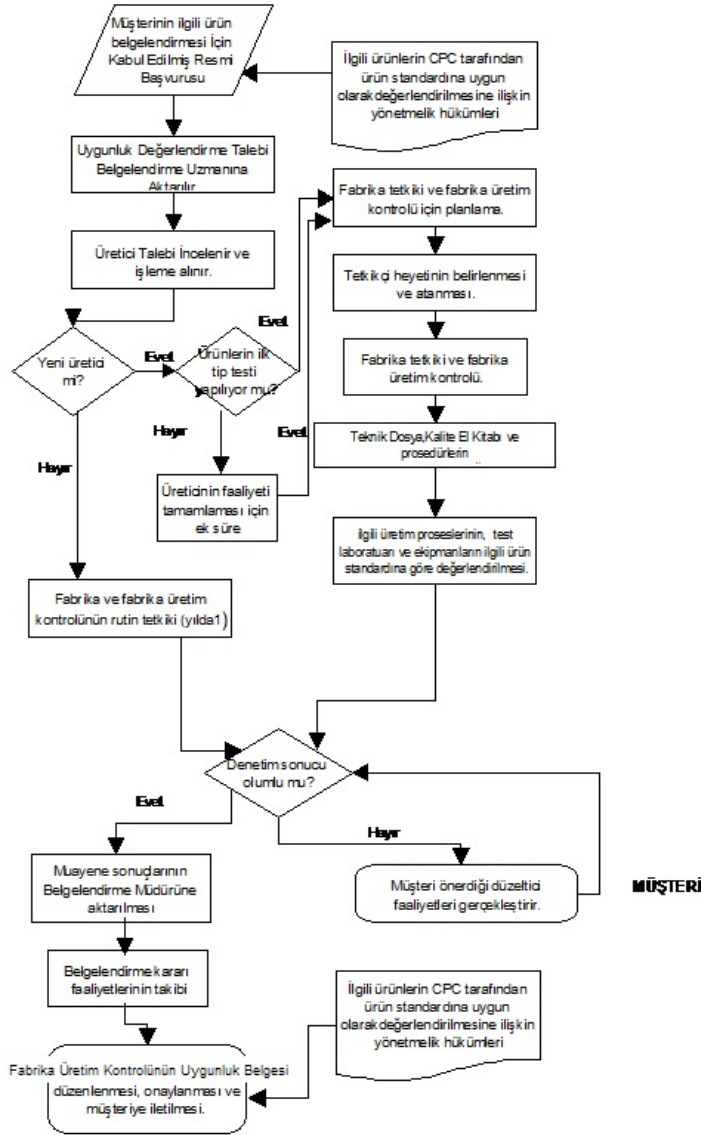 Müşterinin ilgili ürün
belgelendirmesi İçin
Kabul Edilmiş Resmi
Başvurusu
İlgili ürünlerin CPC tarafından
ürün standardına uygun
olarak değerlendirilmesine ilişkin
yönetmelik hükümleri
Uygunluk Değerlendirme Talebi
Belgelendirme Uzmanına
Aktarılır
Fabrika tetkiki ve fabrika üretim
kontrolü için planlama.
Üretici Talebi İncelenir ve
işleme alınır.
Tetkikçi heyetinin belirlenmesi
ve atanması.
Yeni üretici
mi?
Evet
Ürünlerin ilk
tip testi
yapılıyor mu?
Evet
Fabrika tetkiki ve fabrika
üretim kontrolü.
Hayır
Hayır
Evet
Teknik Dosya,Kalite El Kitabı ve
prosedürlerin
Üreticinin faaliyeti
tamamlaması için
ek süre
ilgili üretim proseslerinin, test
laboratuarı ve ekipmanların ilgili ürün
standardına göre değerlendirilmesi.
Fabrika ve fabrika üretim
kontrolünün rutin tetkiki (yılda1)
Denetim sonucu
olumlu mu?
Evet
Hayır
Muayene sonuçlarının
Belgelendirme Müdürüne
aktarılması
Müşteri önerdiği düzeltici
faaliyetleri gerçekleştirir.
MÜŞTERİ
Belgelendirme kararı
faaliyetlerinin takibi
İlgili ürünlerin CPC tarafından
ürün standardına uygun
olarak değerlendirilmesine ilişkin
yönetmelik hükümleri
Fabrika Üretim Kontrolünün Uygunluk Belgesi
düzenlenmesi, onaylanması ve
müşteriye iletilmesi.